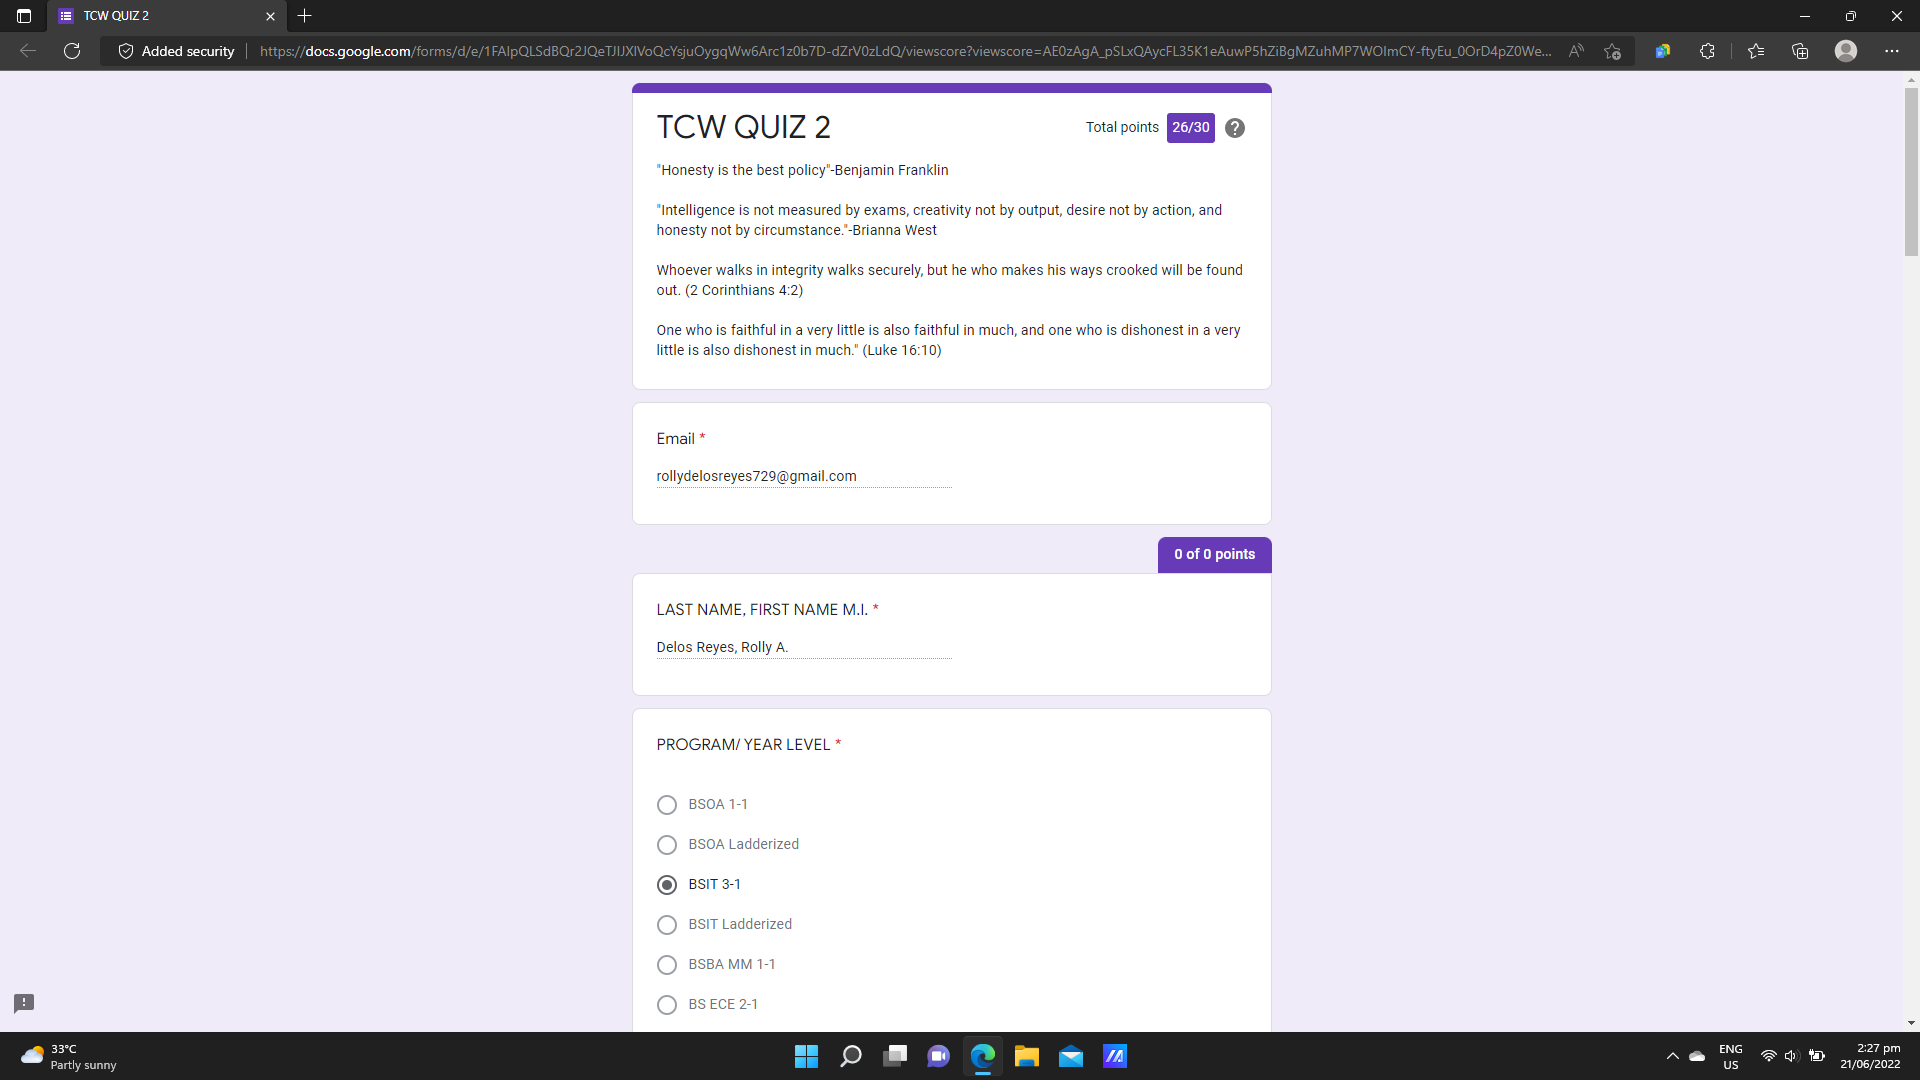 TCW QUIZ 2
Added security
https://docs.google.com/forms/d/e/1FAIpQLSdBQr2JQeTJIJXIVoQcYsjuOygqWw6Arc1z0b7D-dZrV0zLdQ/viewscore?viewscore=AE0zAgA_pSLxQAycFL35K1eAuwP5hZiBgMZuhMP7WOImCY-ftyEu_0OrD4pZ0We...
TCW QUIZ 2
Total points 26/30
"Honesty is the best policy"-Benjamin Franklin
"Intelligence is not measured by exams, creativity not by output, desire not by action, and
honesty not by circumstance."-Brianna West
Whoever walks in integrity walks securely, but he who makes his ways crooked will be found
out. (2 Corinthians 4:2)
One who is faithful in a very little is also faithful in much, and one who is dishonest in a very
little is also dishonest in much." (Luke 16:10)
Email *
rollydelosreyes729@gmail.com
0 of 0 points
LAST NAME, FIRST NAME M.I. *
Delos Reyes, Rolly A.
PROGRAM/ YEAR LEVEL *
BSOA 1-1
BSOA Ladderized
BSIT 3-1
BSIT Ladderized
BSBA MM 1-1
BS ECE 2-1
33°C
Partly sunny
ENG
US
2:27 pm
21/06/2022